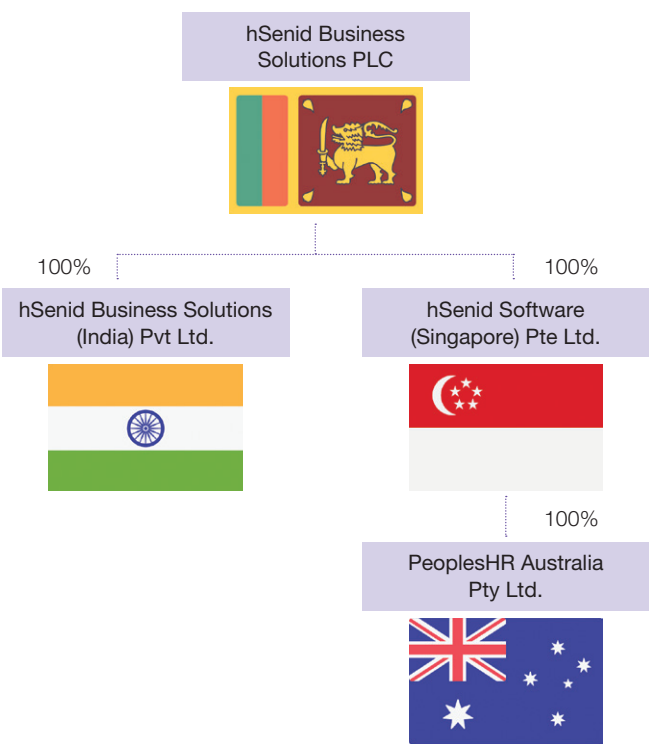 hSenid Business
Solutions PLC
100%
100%
hSenid Business Solutions
(India) Pvt Ltd.
hSenid Software
(Singapore) Pte Ltd.
100%
PeoplesHR Australia
Pty Ltd.